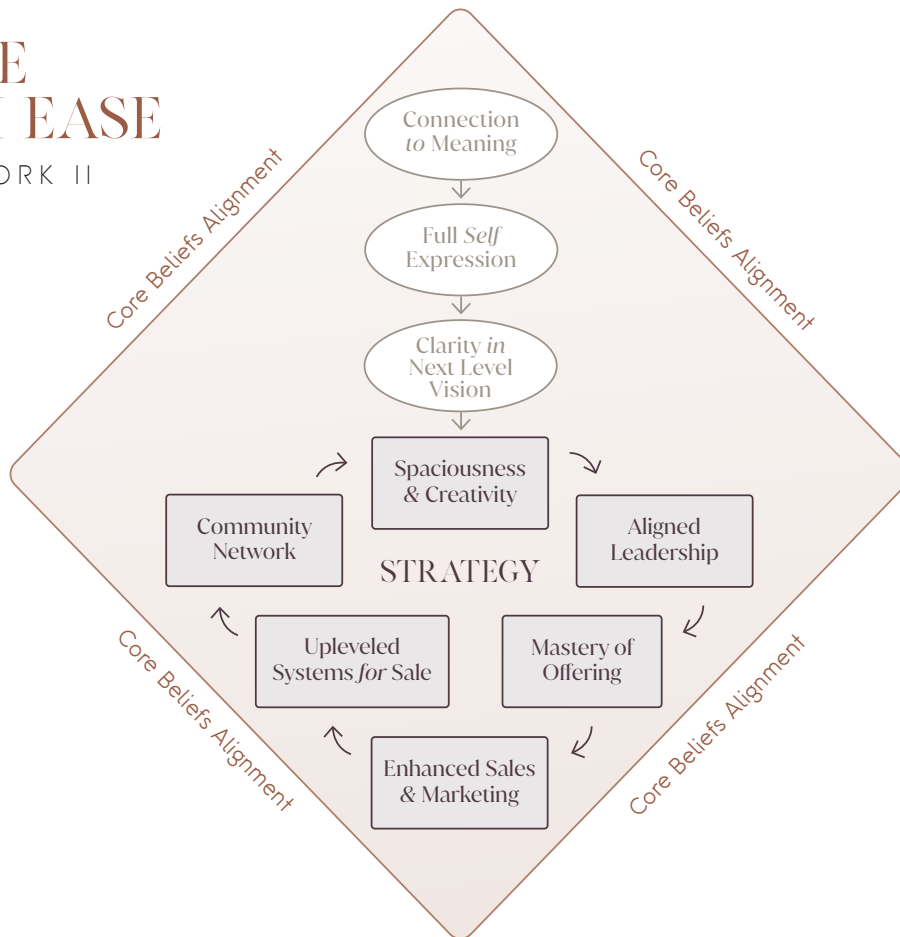 E
EASE
ORK II
Core Beliefs Alignment
Core Beliefs Alignment
Connection
to Meaning
Full Self
Expression
Clarity in
Next Level
Vision
Spaciousness
& Creativity
Community
Network
Aligned
Leadership
STRATEGY
Upleveled
Systems for Sale
Mastery of
Offering
Enhanced Sales
& Marketing
Core Beliefs Alignment
Core Beliefs Alignment